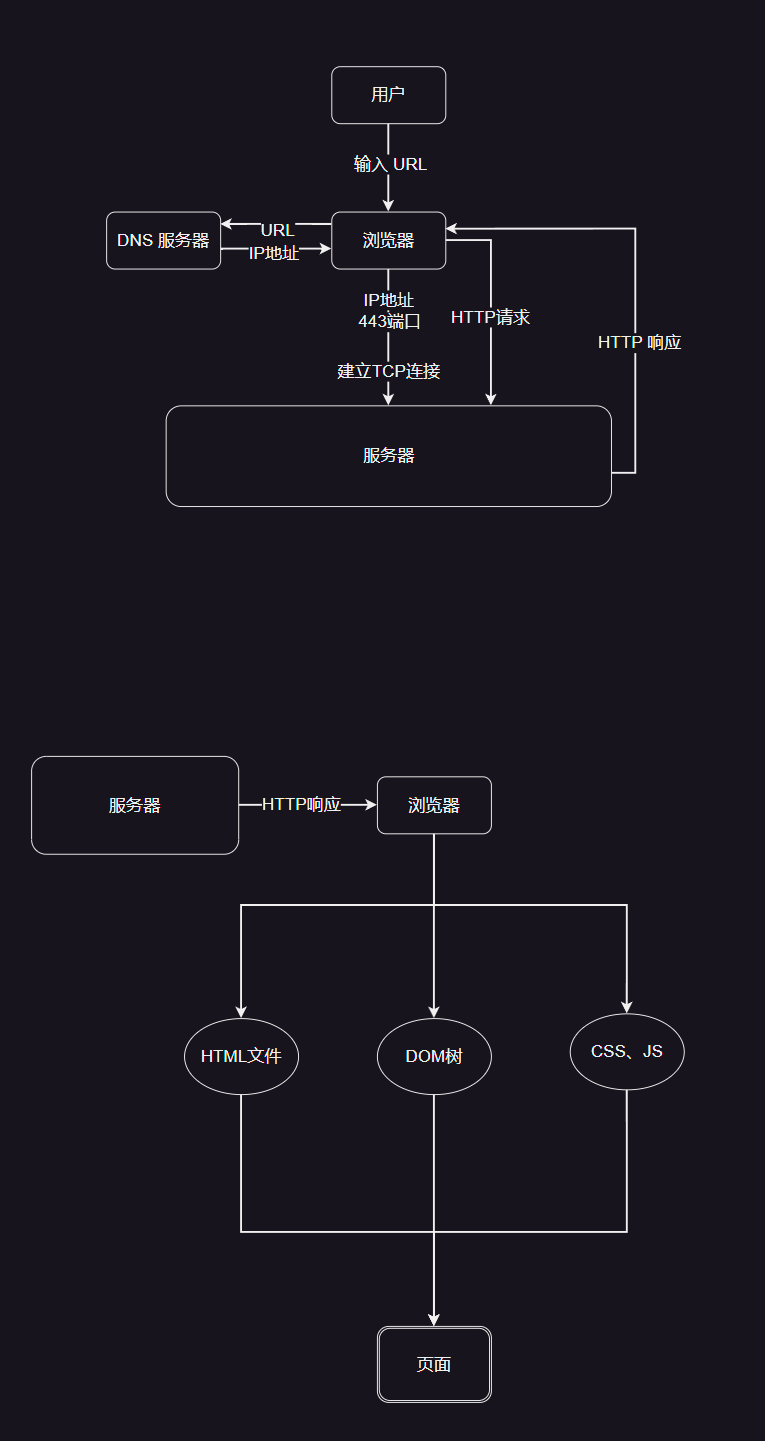 用户
输入 URL
DNS 服务器
URL
IP地址
浏览器
IP地址
443端口
HTTP请求
HTTP 响应
建立TCP连接
服务器
服务器
HTTP响应
浏览器
HTML文件
DOM树
CSS、JS
页面